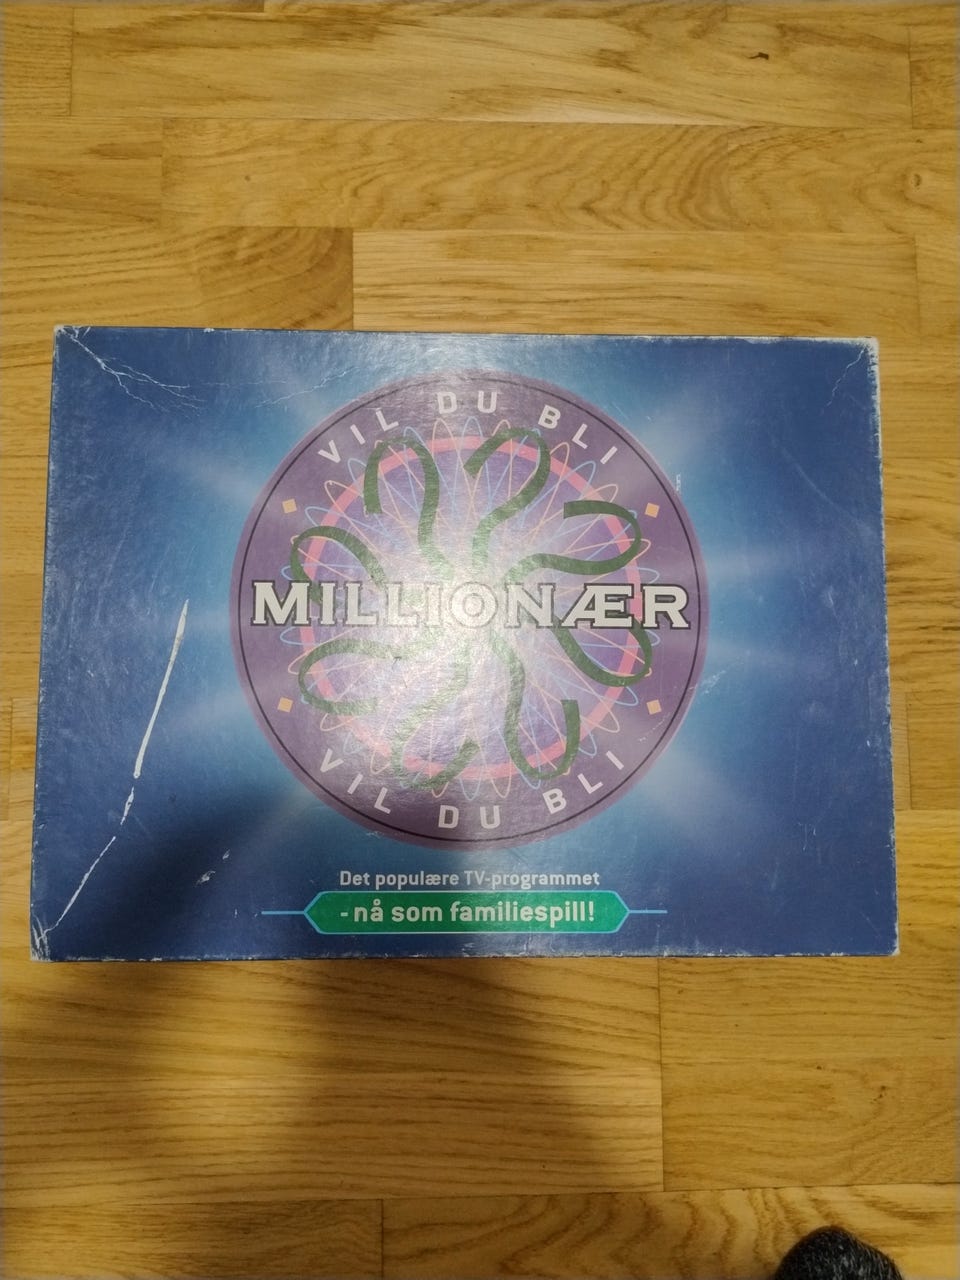 VIL DU BLI
MILLIONÆR
VIL DU BLI
Det populære TV-programmet
- nå som familiespill!